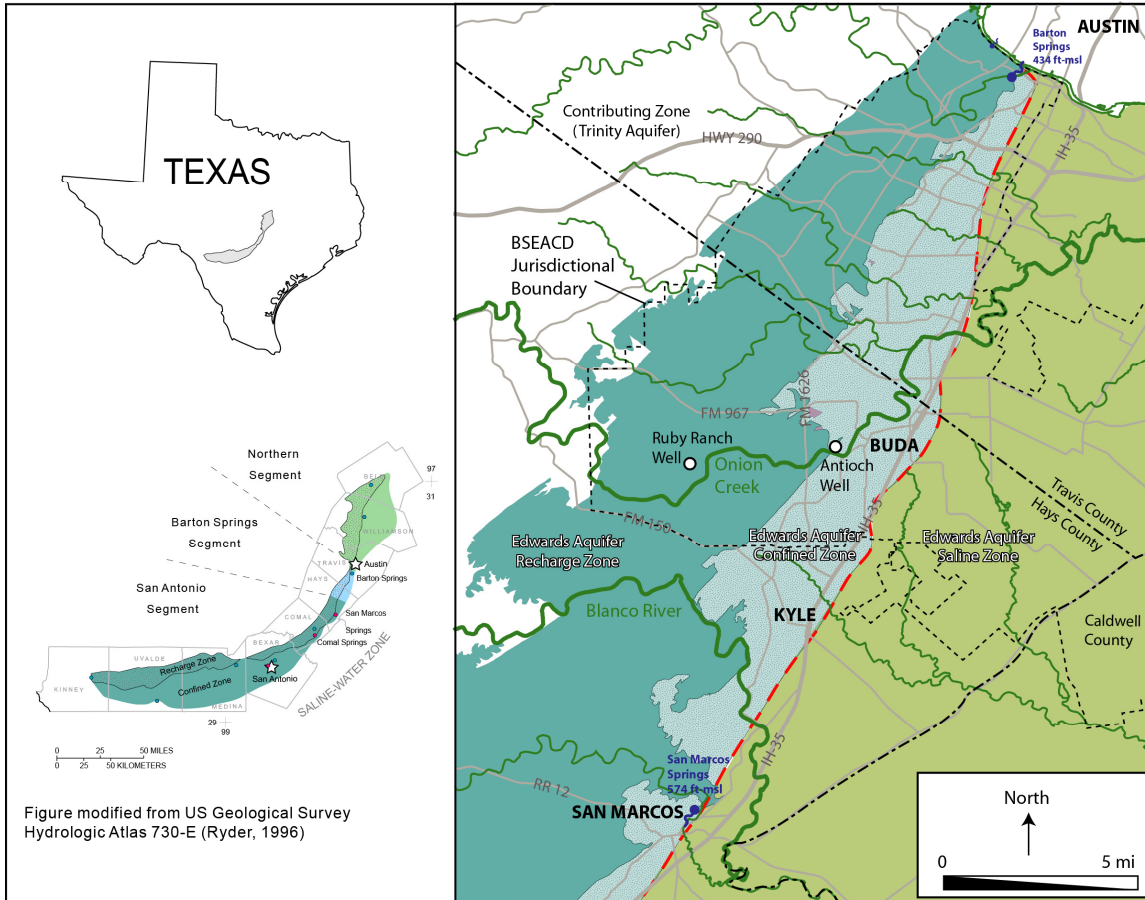 TEXAS
Northern
Segment
Barton Springs
Segment
San Antonio
Segment
BELL
97
31
WILLIAMSON
TRAVIS
Austin
HAYS
Barton Springs
COMAL
San Marcos
Springs
Comal Springs
BEXAR
UVALDE
Recharge Zone
San Antonio
KINNEY
Confined Zone
MEDINA
SALINE-WATER ZONE
29
99
0 50 MILES
0 25 50 KILOMETERS
Figure modified from US Geological Survey
Hydrologic Atlas 730-E (Ryder, 1996)
AUSTIN
Barton
Springs
434 ft-msl
Contributing Zone
(Trinity Aquifer)
HWY 290
IH-35
BSEACD
Jurisdictional
Boundary
FM 1626
FM 967
Ruby Ranch
Well
Onion
Creek
BUDA
Antioch
Well
Travis County
Hays County
FM 150
IH-35
Edwards Aquifer
Recharge Zone
Edwards Aquifer
Confined Zone
Edwards Aquifer
Saline Zone
Blanco River
KYLE
Caldwell
County
San Marcos
Springs
574 ft-msl
IH-35
RR 12
SAN MARCOS
North
0 5 mi